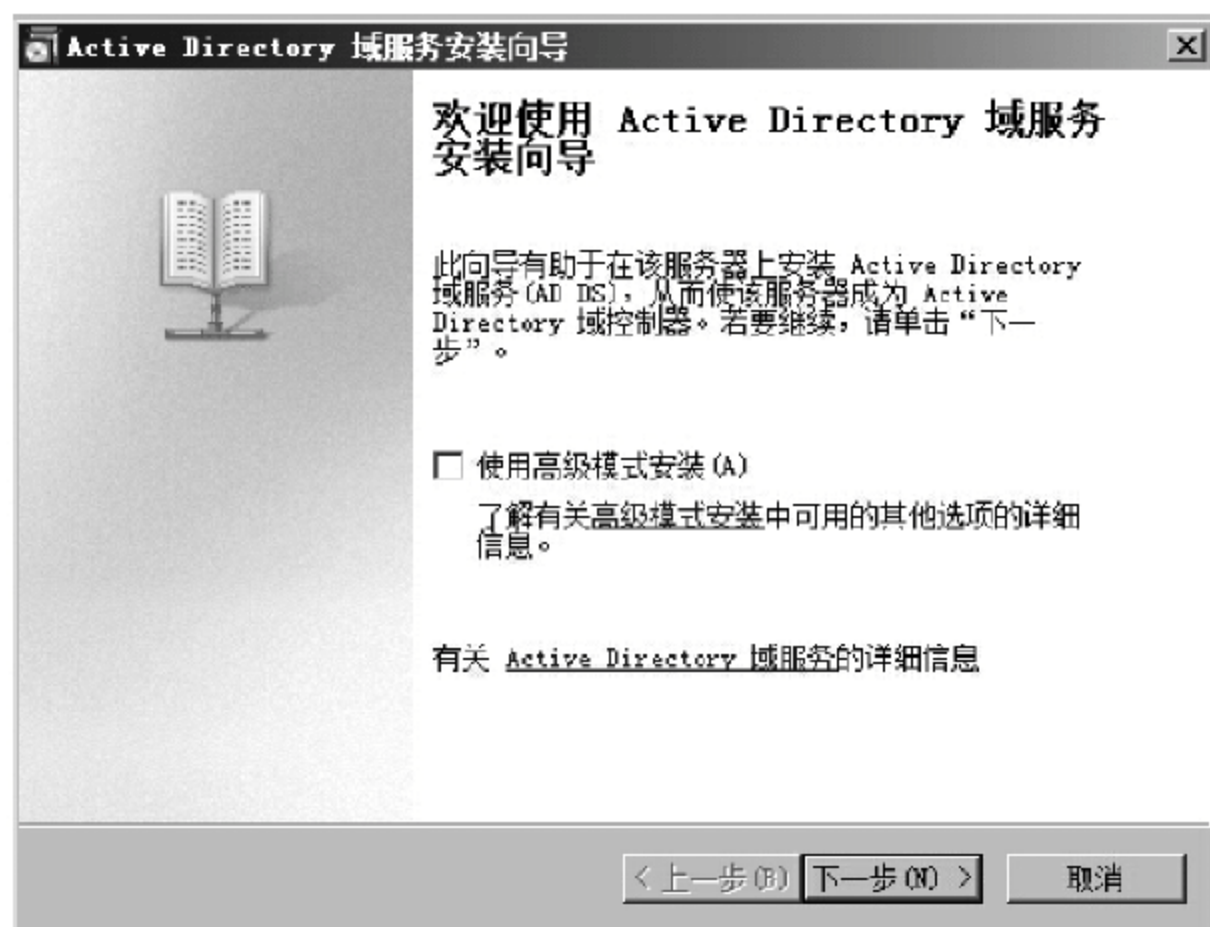 Active Directory 域服务安装向导
欢迎使用 Active Directory 域服务
安装向导
此向导有助于在该服务器上安装 Active Directory
域服务(AD DS)，从而使该服务器成为 Active
Directory 域控制器。若要继续，请单击“下一
步”。
使用高级模式安装(A)
了解有关高级模式安装中可用的其他选项的详细
信息。
有关 Active Directory 域服务的详细信息
< 上一步(B) 下一步(N) > 取消